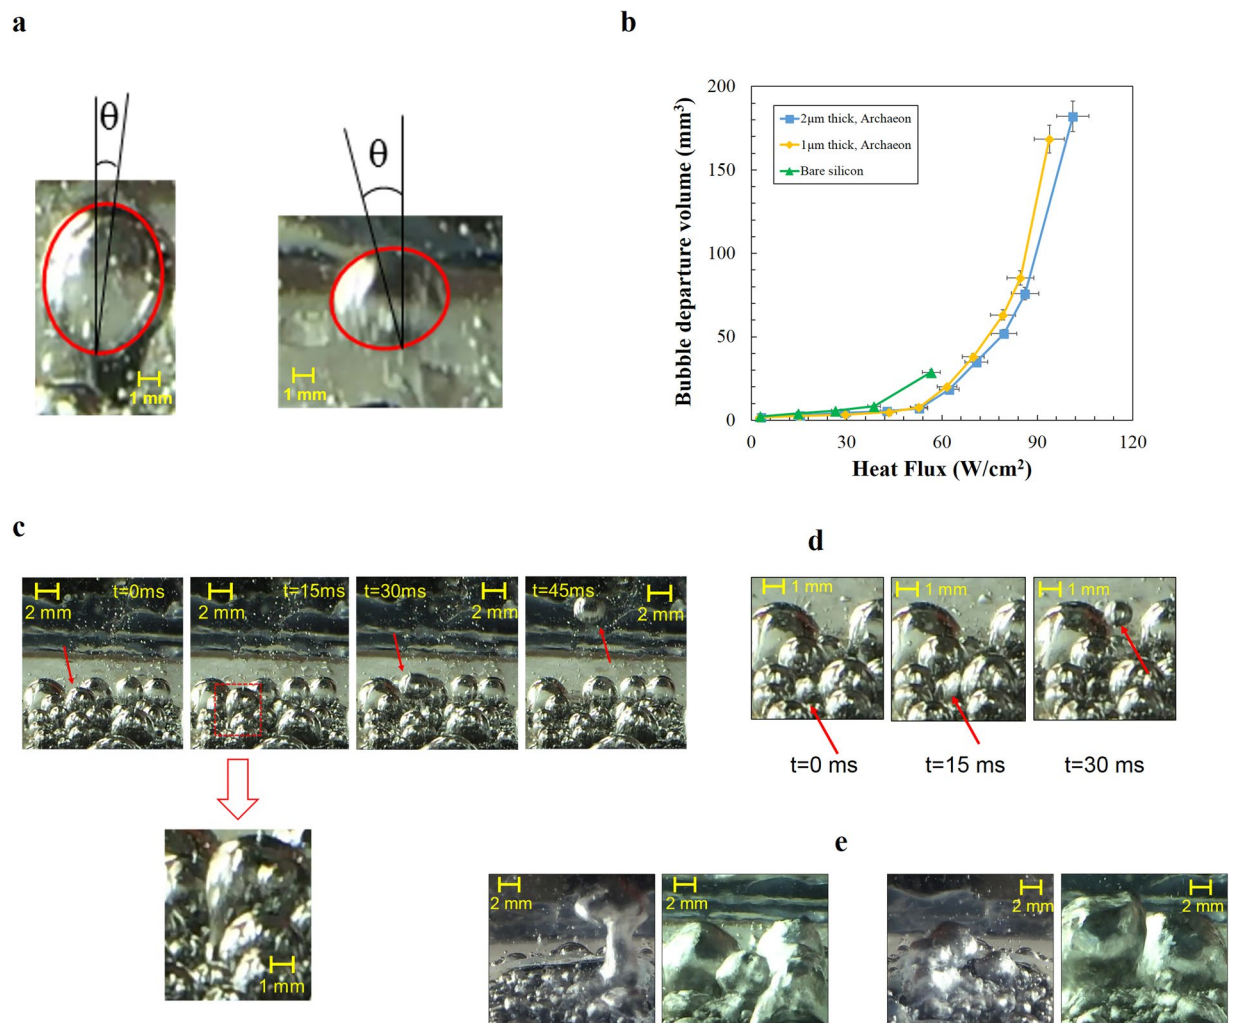 a
b
θ
θ
1 mm
1 mm
Bubble departure volume (mm³)
200
150
100
50
0
2μm thick, Archaeon
1μm thick, Archaeon
Bare silicon
0
30
60
90
120
Heat Flux (W/cm²)
c
d
t=0ms
2 mm
t=15ms
2 mm
t=30ms
2 mm
t=45ms
2 mm
1 mm
1 mm
1 mm
t=0 ms
t=15 ms
t=30 ms
1 mm
e
2 mm
2 mm
2 mm
2 mm